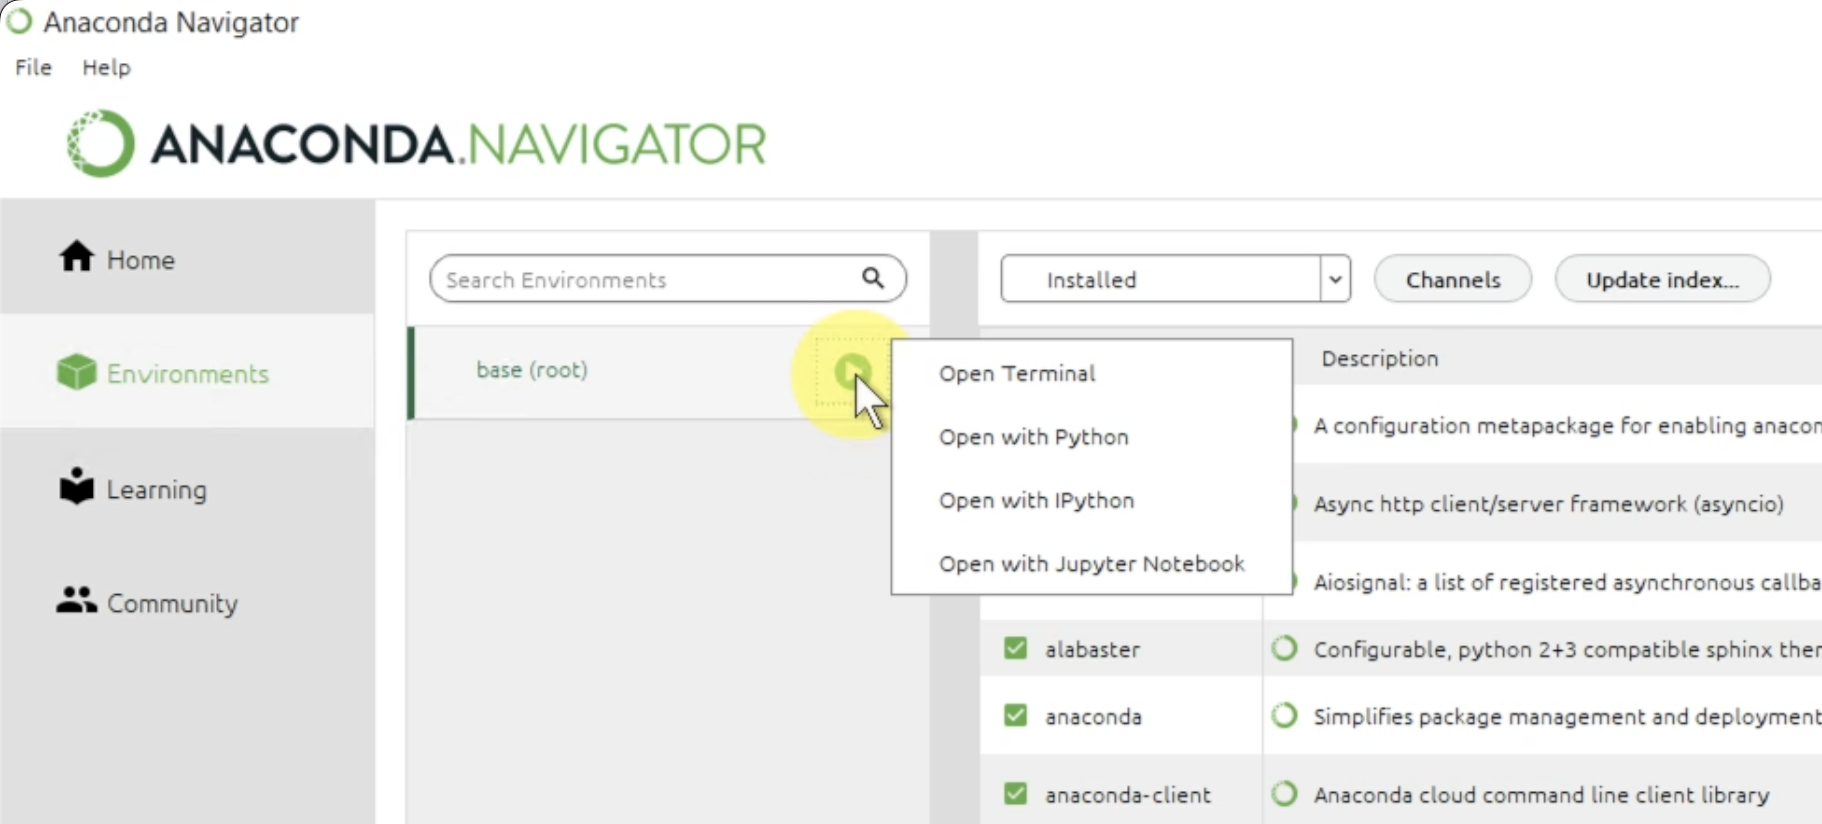 Anaconda Navigator
File Help
ANACONDA.NAVIGATOR
Home
Environments
Learning
Community
Search Environments
base (root)
Installed
Channels
Update index...
Open Terminal
Open with Python
Open with IPython
Open with Jupyter Notebook
Description
A configuration metapackage for enabling
Async http client/server framework (asyncio)
Aiosignal: a list of registered asynchronous
alabaster Configurable, python 2+3 compatible sphinx
anaconda Simplifies package management and deployment
anaconda-client Anaconda cloud command line client library